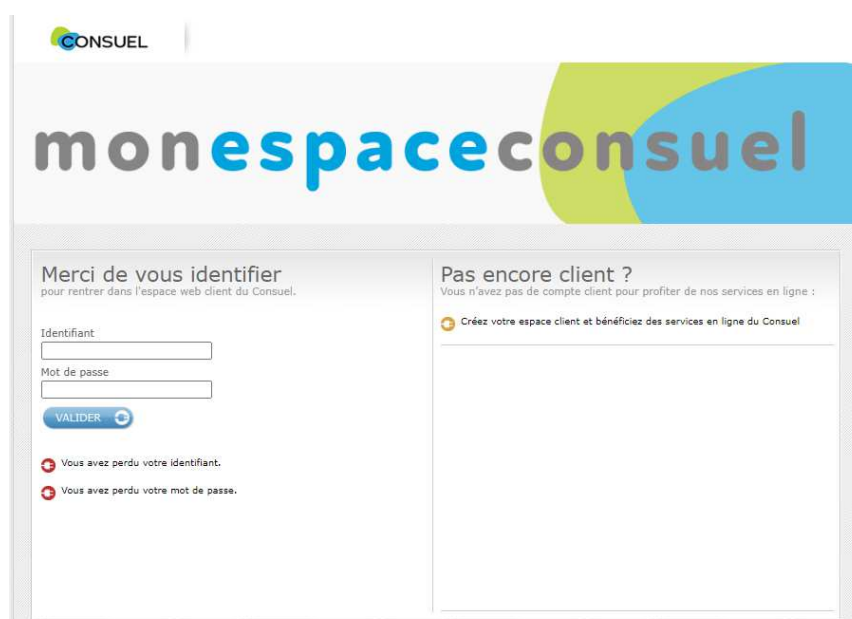 CONSUEL
monespaceconsuel
Merci de vous identifier
pour rentrer dans l'espace web client du Consuel.
Identifiant
Mot de passe
VALIDER
Vous avez perdu votre identifiant.
Vous avez perdu votre mot de passe.
Pas encore client ?
Vous n'avez pas de compte client pour profiter de nos services en ligne :
Créez votre espace client et bénéficiez des services en ligne du Consuel